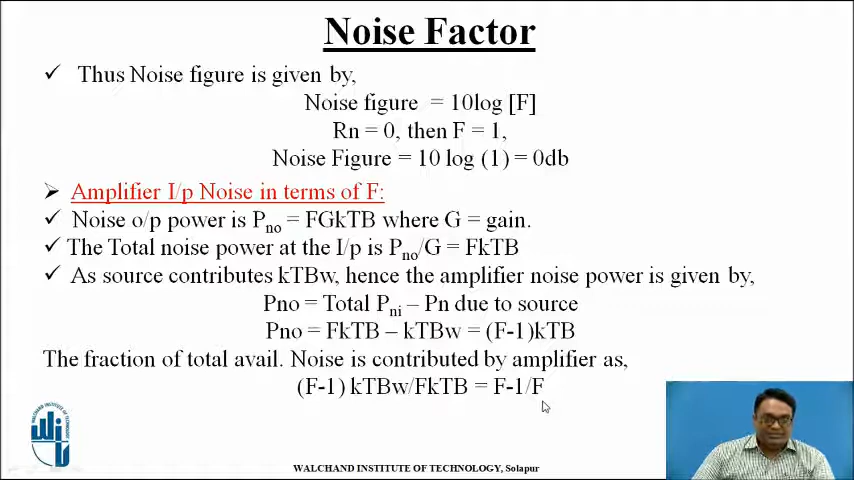 Noise Factor
✓ Thus Noise figure is given by,
Noise figure = 10log [F]
Rn = 0, then F = 1,
Noise Figure = 10 log (1) = 0db
➤ Amplifier I/p Noise in terms of F:
✓ Noise o/p power is Pno = FGkTB where G = gain.
✓ The Total noise power at the I/p is Pno/G = FkTB
✓ As source contributes kTBw, hence the amplifier noise power is given by,
Pno = Total Pni – Pn due to source
Pno = FkTB – kTBw = (F-1)kTB
The fraction of total avail. Noise is contributed by amplifier as,
(F-1) kTBw/FkTB = F-1/F
WALCHAND INSTITUTE OF TECHNOLOGY
WALCHAND INSTITUTE OF TECHNOLOGY, Solapur